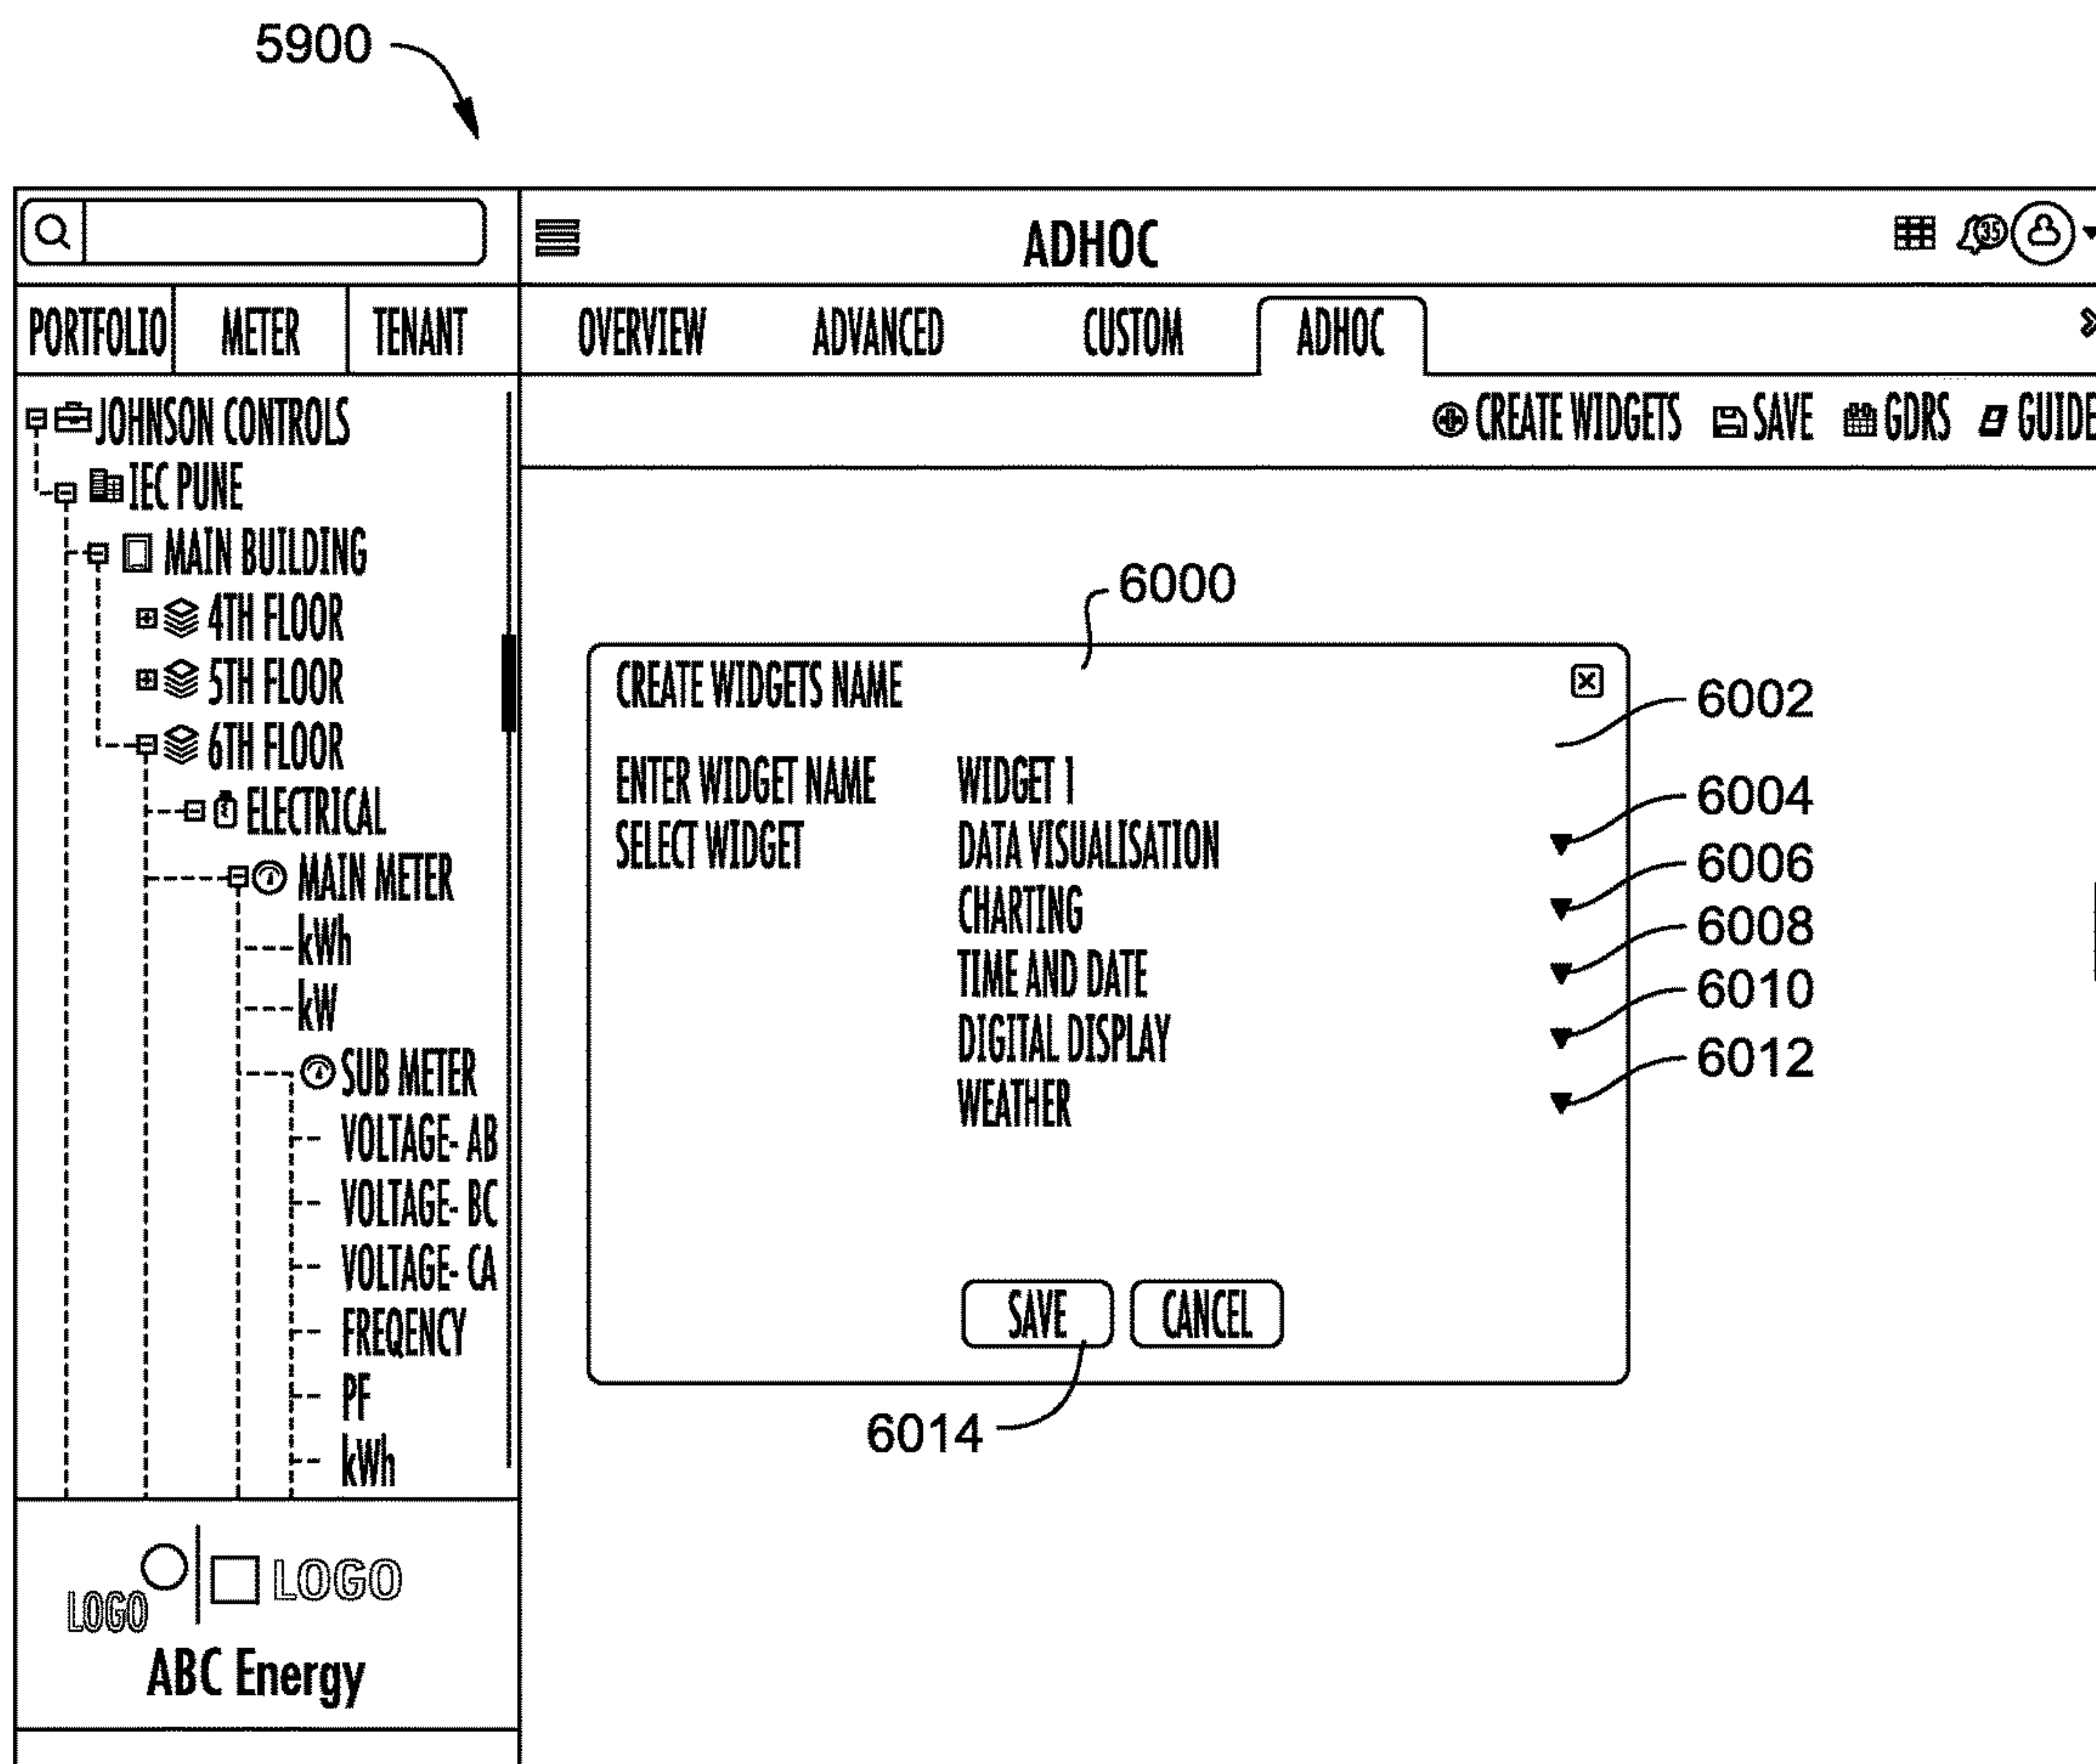 5900
ADHOC
35
PORTFOLIO METER TENANT
OVERVIEW ADVANCED CUSTOM ADHOC
CREATE WIDGETS SAVE GDRS GUIDE
JOHNSON CONTROLS
IEC PUNE
MAIN BUILDING
4TH FLOOR
5TH FLOOR
6TH FLOOR
ELECTRICAL
MAIN METER
kWh
kW
SUB METER
VOLTAGE- AB
VOLTAGE- BC
VOLTAGE- CA
FREQENCY
PF
kWh
LOGO
LOGO
ABC Energy
6000
CREATE WIDGETS NAME
6002
ENTER WIDGET NAME WIDGET 1
6004
SELECT WIDGET DATA VISUALISATION
6006
CHARTING
6008
TIME AND DATE
6010
DIGITAL DISPLAY
6012
WEATHER
SAVE CANCEL
6014